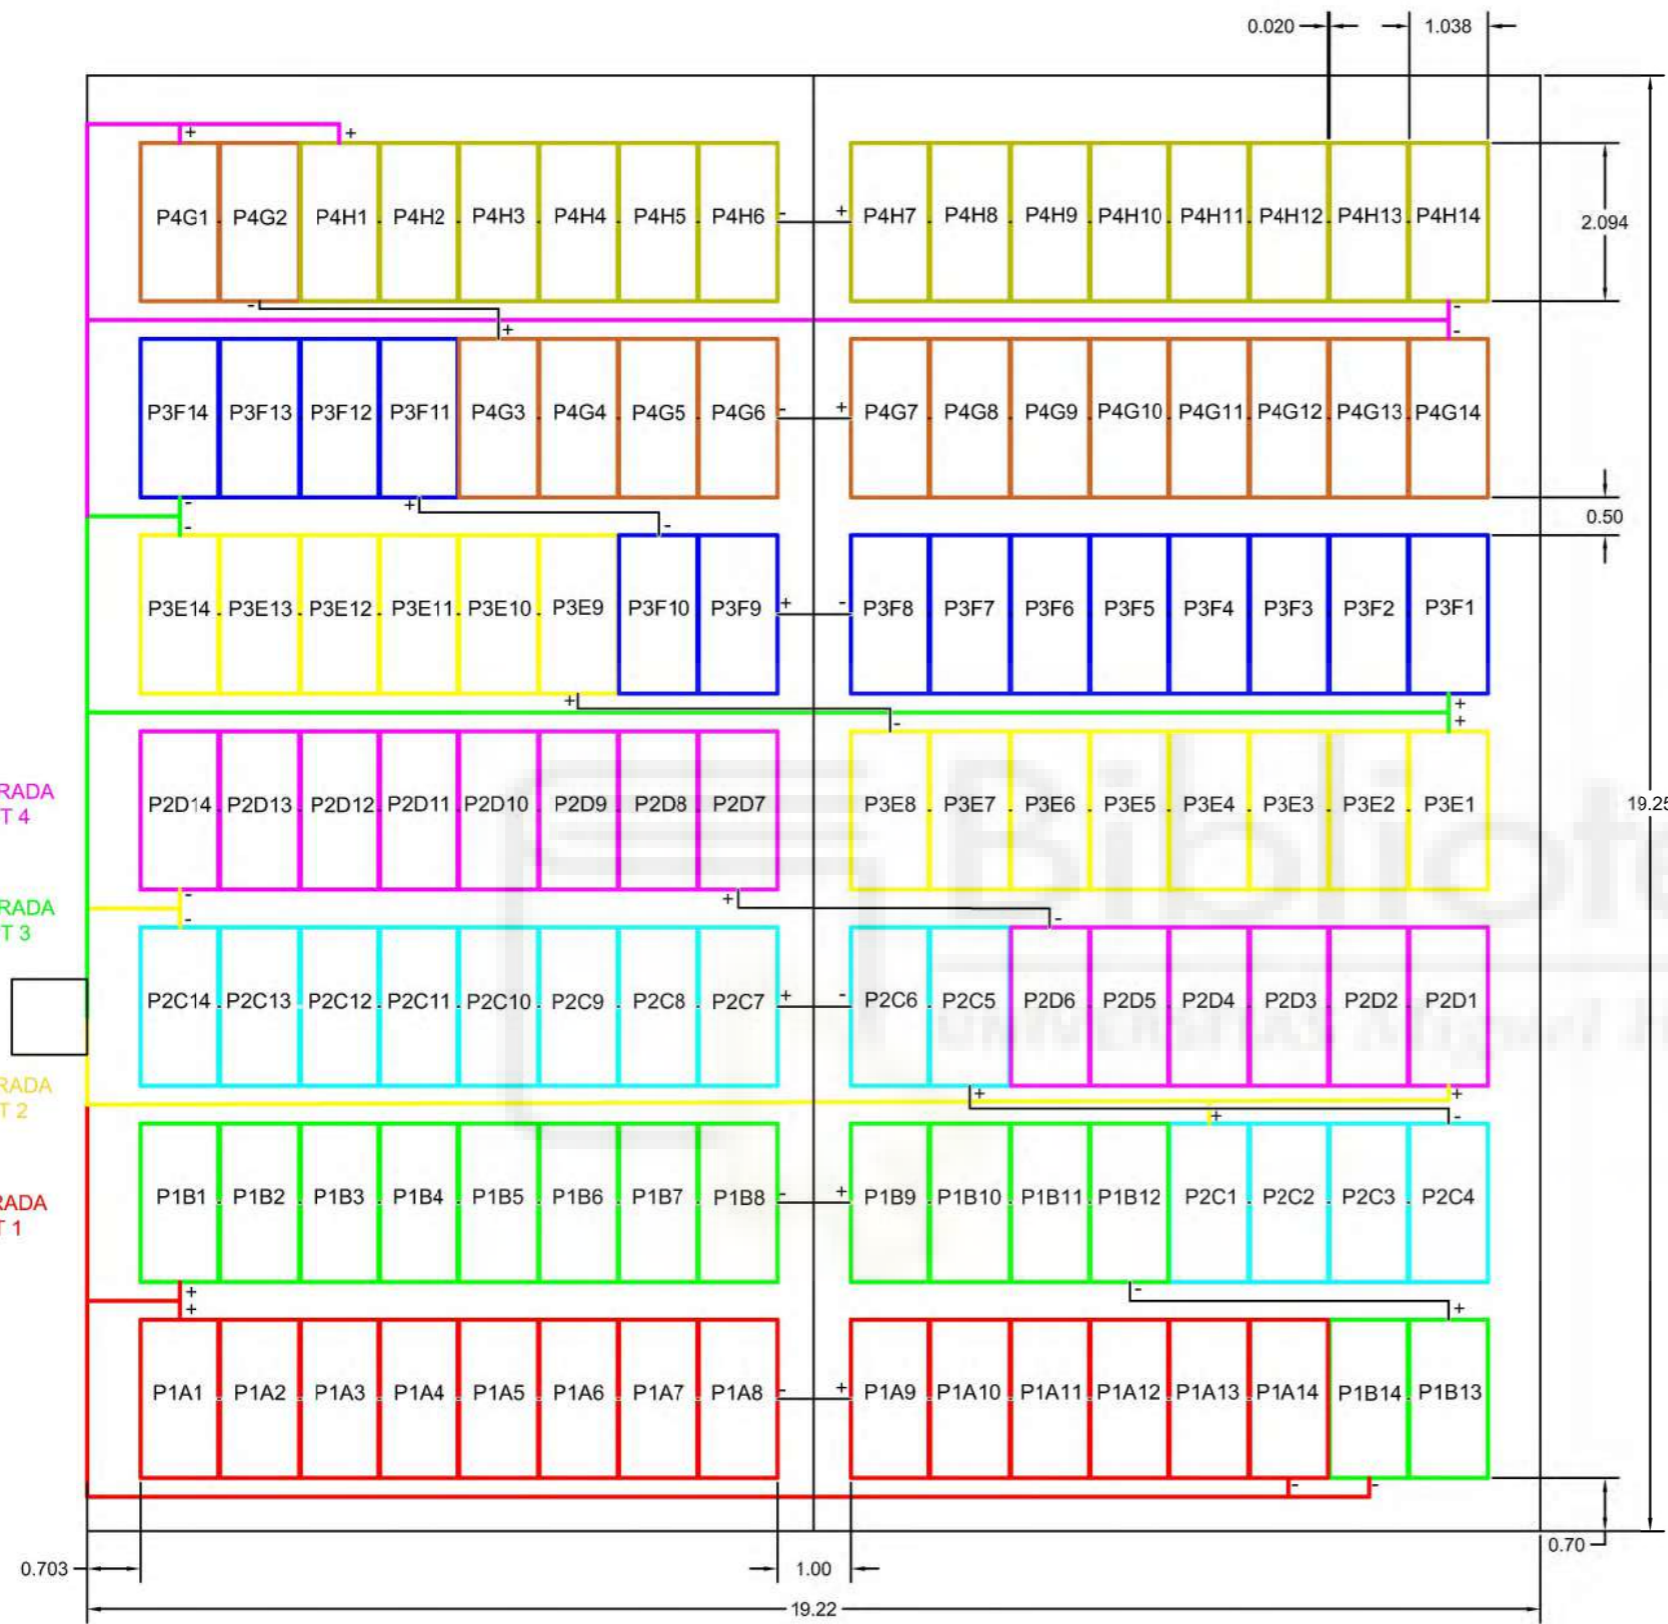 0.020 1.038
+ +
P4G1 P4G2 P4H1 P4H2 P4H3 P4H4 P4H5 P4H6 - + P4H7 P4H8 P4H9 P4H10 P4H11 P4H12 P4H13 P4H14
2.094
- -
+ -
P3F14 P3F13 P3F12 P3F11 P4G3 P4G4 P4G5 P4G6 - + P4G7 P4G8 P4G9 P4G10 P4G11 P4G12 P4G13 P4G14
- +
0.50
- -
P3E14 P3E13 P3E12 P3E11 P3E10 P3E9 P3F10 P3F9 + - P3F8 P3F7 P3F6 P3F5 P3F4 P3F3 P3F2 P3F1
+ +
- +
RADA
T 4
P2D14 P2D13 P2D12 P2D11 P2D10 P2D9 P2D8 P2D7 P3E8 P3E7 P3E6 P3E5 P3E4 P3E3 P3E2 P3E1
19.25
Bibliote
- +
RADA
T 3
- -
P2C14 P2C13 P2C12 P2C11 P2C10 P2C9 P2C8 P2C7 + - P2C6 P2C5 P2D6 P2D5 P2D4 P2D3 P2D2 P2D1
UNIVERSITAS Miguel H
RADA
T 2
+ +
+ -
P1B1 P1B2 P1B3 P1B4 P1B5 P1B6 P1B7 P1B8 - + P1B9 P1B10 P1B11 P1B12 P2C1 P2C2 P2C3 P2C4
RADA
T 1
+ -
+ +
P1A1 P1A2 P1A3 P1A4 P1A5 P1A6 P1A7 P1A8 - + P1A9 P1A10 P1A11 P1A12 P1A13 P1A14 P1B14 P1B13
- -
0.70
0.703 1.00
19.22